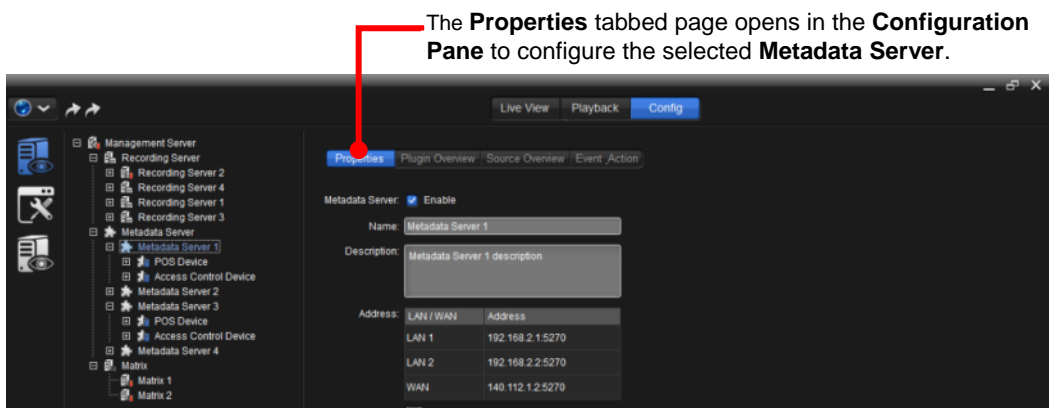 The Properties tabbed page opens in the Configuration
Pane to configure the selected Metadata Server.
Live View Playback Config
Management Server
Recording Server
Recording Server 2
Recording Server 4
Recording Server 1
Recording Server 3
Metadata Server
Metadata Server 1
POS Device
Access Control Device
Metadata Server 2
Metadata Server 3
POS Device
Access Control Device
Metadata Server 4
Matrix
Matrix 1
Matrix 2
Properties Plugin Overview Source Overview Event_Action
Metadata Server: Enable
Name: Metadata Server 1
Description: Metadata Server 1 description
Address: LAN / WAN Address
LAN 1 192.168.2.1:5270
LAN 2 192.168.2.2:5270
WAN 140.112.1.2:5270